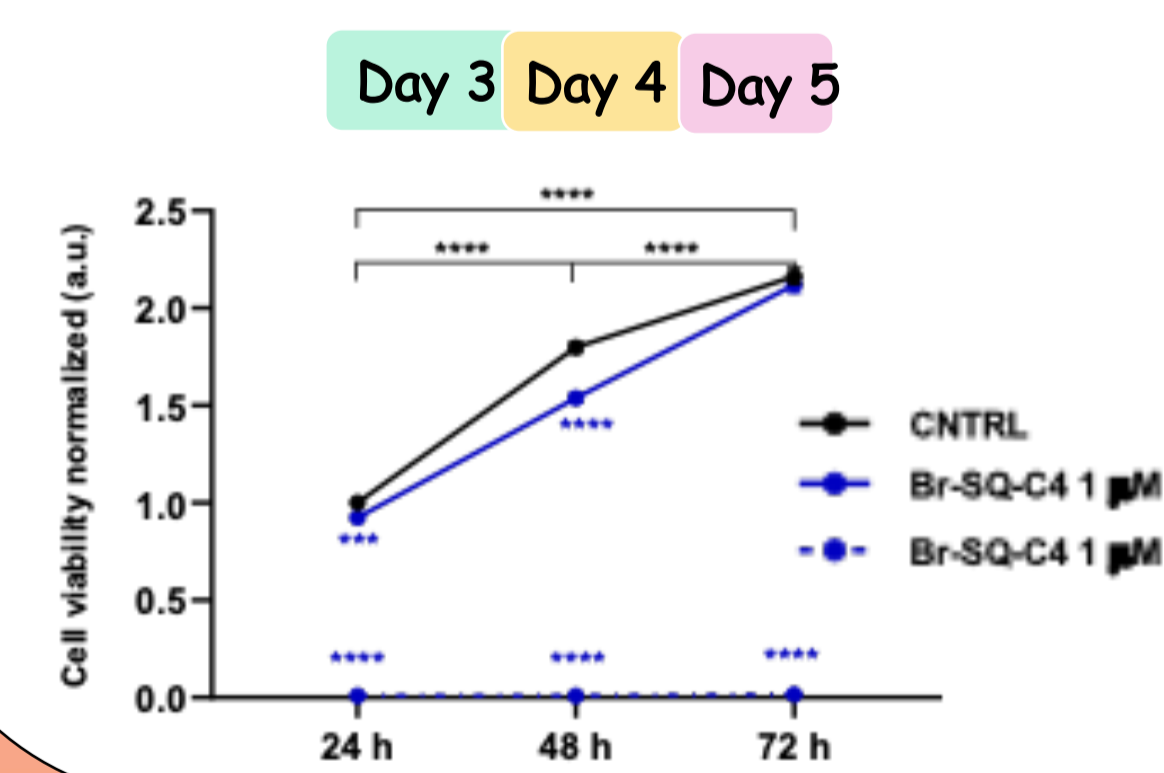 Day 3 Day 4 Day 5
****
2.5
**** ****
2.0
1.5
****
CNTRL
1.0
Br-SQ-C4 1 µM
***
Br-SQ-C4 1 µM
0.5
**** **** ****
0.0
24 h 48 h 72 h
Cell viability normalized (a.u.)